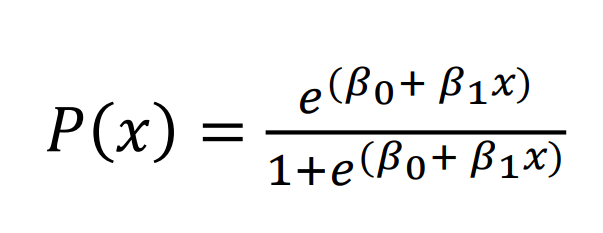 P(x) = e^(β₀+ β₁x) / 1+e^(β₀+ β₁x)